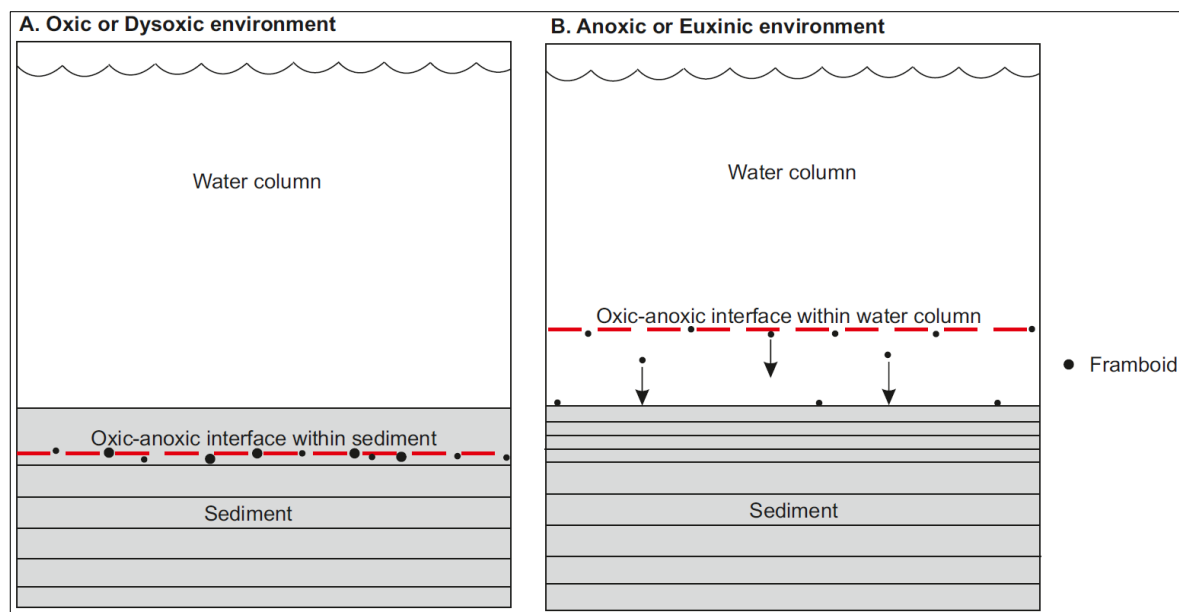 A. Oxic or Dysoxic environment
Water column
Oxic-anoxic interface within sediment
Sediment
B. Anoxic or Euxinic environment
Water column
Oxic-anoxic interface within water column
Sediment
Framboid